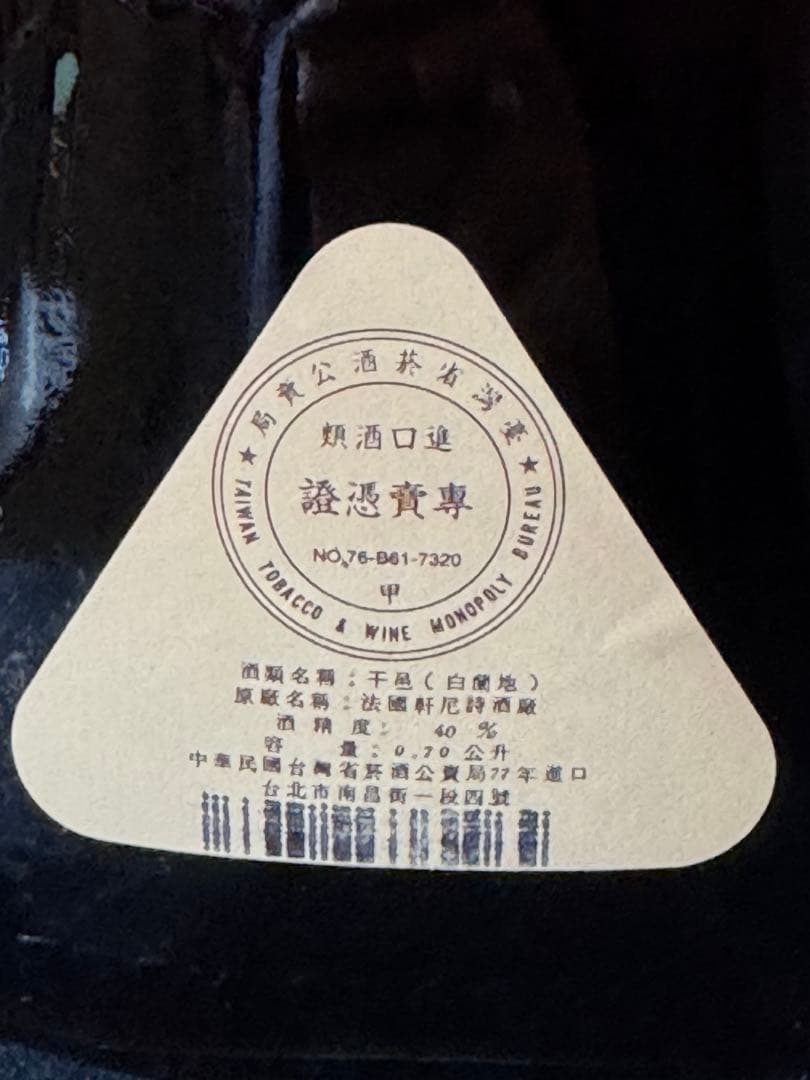 臺灣省菸酒公賣局
進口酒類
專賣憑證
NO.76-B61-7320
甲
TAIWAN TOBACCO & WINE MONOPOLY BUREAU
酒類名稱：干邑(白蘭地)
原廠名稱：法國軒尼詩酒廠
酒精度： 40 %
容 量：0.70公升
中華民國台灣省菸酒公賣局77年進口
台北市南昌街一段四號